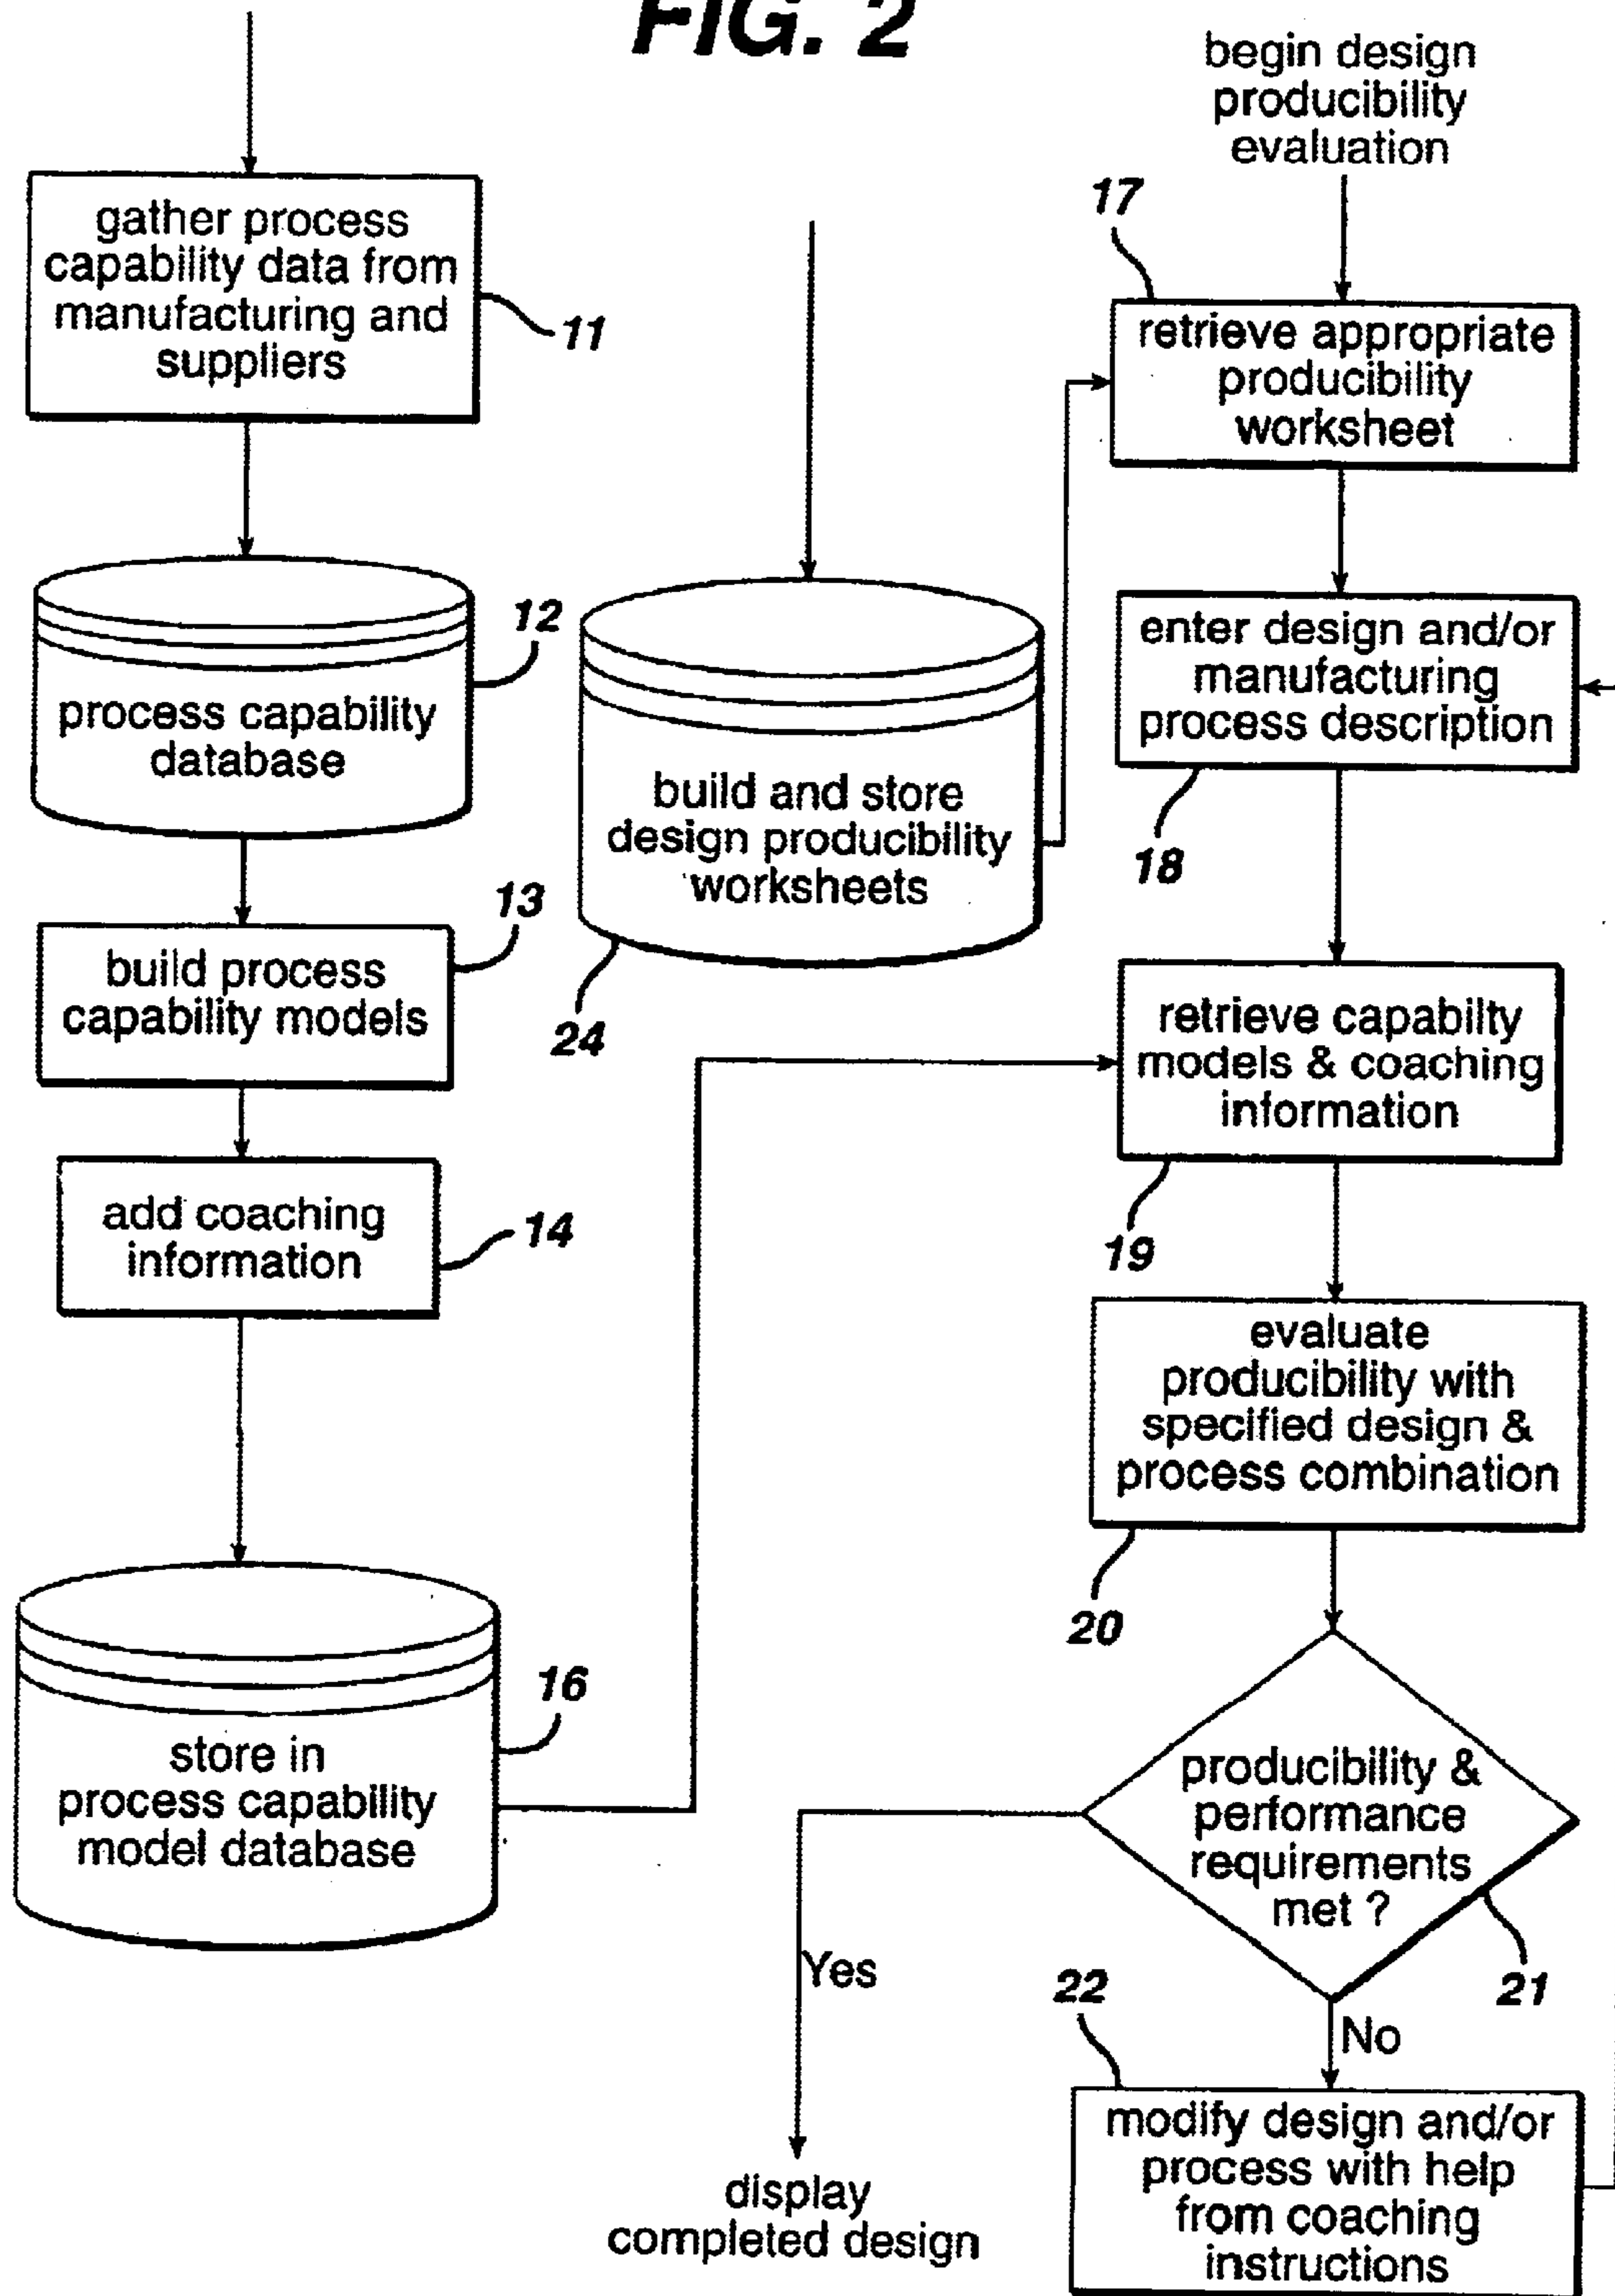 FIG. 2
gather process
capability data from
manufacturing and
suppliers
11
process capability
database
12
build process
capability models
13
add coaching
information
14
store in
process capability
model database
16
build and store
design producibility
worksheets
24
begin design
producibility
evaluation
17
retrieve appropriate
producibility
worksheet
enter design and/or
manufacturing
process description
18
retrieve capabilty
models & coaching
information
19
evaluate
producibility with
specified design &
process combination
20
producibility &
performance
requirements
met ?
21
Yes
display
completed design
No
22
modify design and/or
process with help
from coaching
instructions